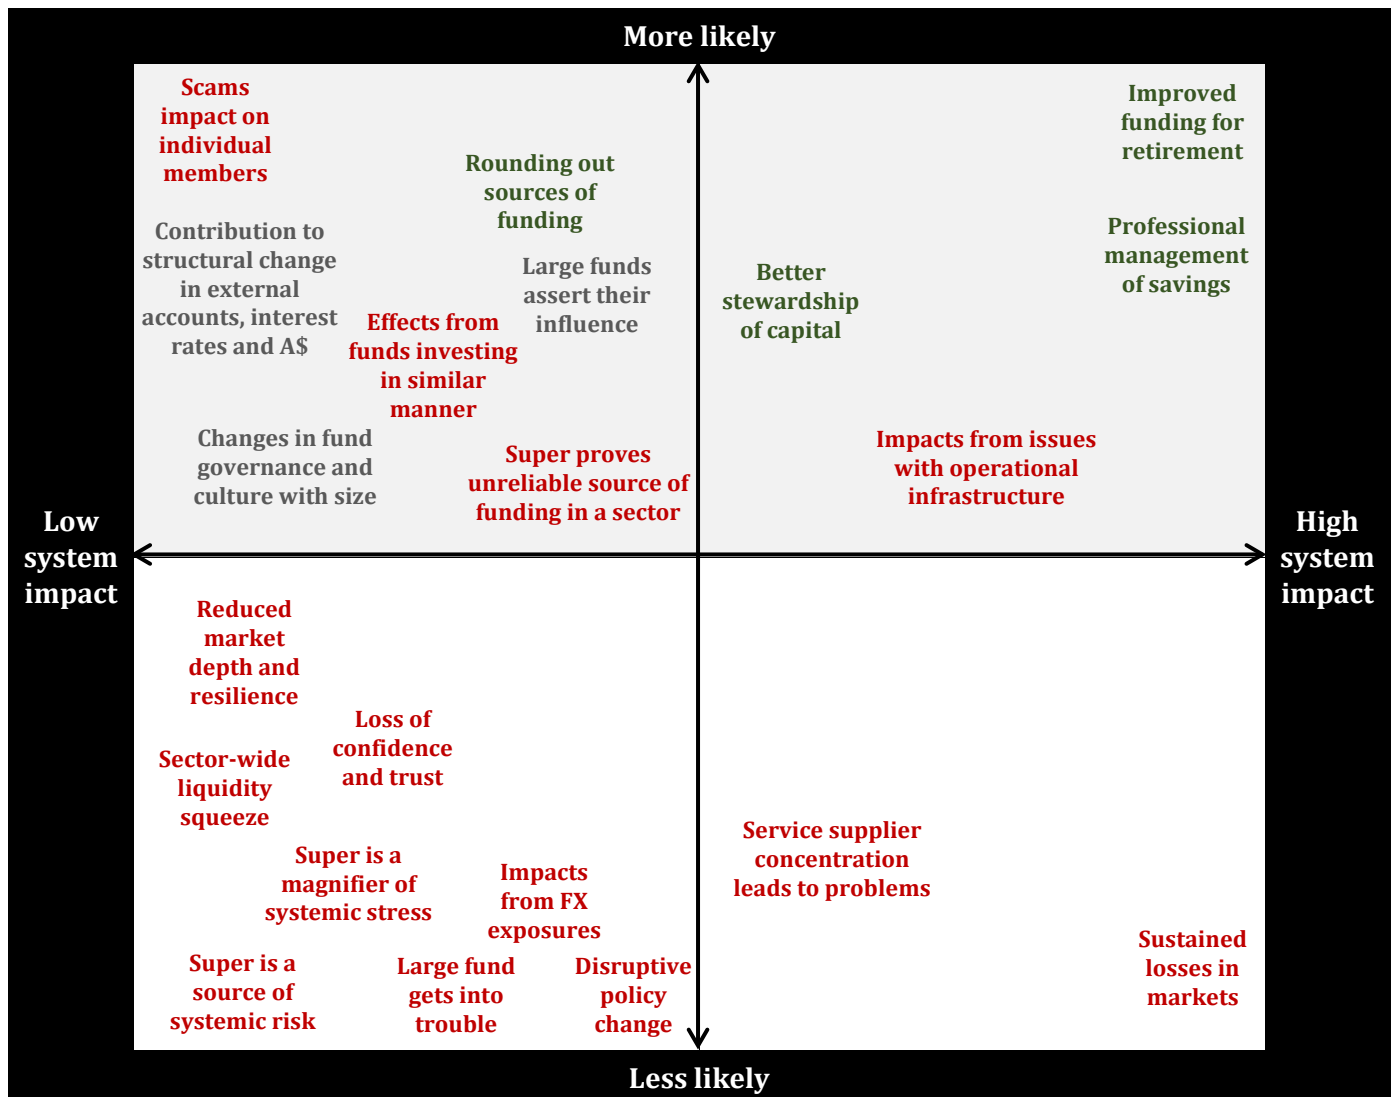 More likely
Scams
impact on
individual
members
Improved
funding for
retirement
Rounding out
sources of
funding
Contribution to
structural change
in external
accounts, interest
rates and A$
Professional
management
of savings
Large funds
assert their
influence
Better
stewardship
of capital
Effects from
funds investing
in similar
manner
Changes in fund
governance and
culture with size
Super proves
unreliable source of
funding in a sector
Impacts from issues
with operational
infrastructure
Low
system
impact
High
system
impact
Reduced
market
depth and
resilience
Loss of
confidence
and trust
Sector-wide
liquidity
squeeze
Service supplier
concentration
leads to problems
Super is a
magnifier of
systemic stress
Impacts
from FX
exposures
Sustained
losses in
markets
Super is a
source of
systemic risk
Large fund
gets into
trouble
Disruptive
policy
change
Less likely